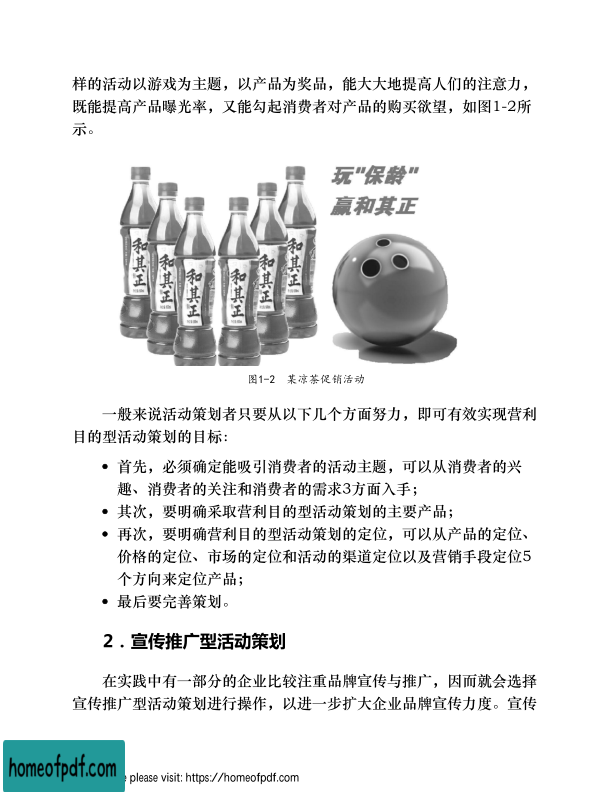 样的活动以游戏为主题，以产品为奖品，能大大地提高人们的注意力，
既能提高产品曝光率，又能勾起消费者对产品的购买欲望，如图1-2所
示。
玩"保龄"
赢和其正
和其正
和其正
和其正
和其正
和其正
和其正
图1-2 某凉茶促销活动
一般来说活动策划者只要从以下几个方面努力，即可有效实现营利
目的型活动策划的目标：
• 首先，必须确定能吸引消费者的活动主题，可以从消费者的兴
趣、消费者的关注和消费者的需求3方面入手；
• 其次，要明确采取营利目的型活动策划的主要产品；
• 再次，要明确营利目的型活动策划的定位，可以从产品的定位、
价格的定位、市场的定位和活动的渠道定位以及营销手段定位5
个方向来定位产品；
• 最后要完善策划。
2．宣传推广型活动策划
在实践中有一部分的企业比较注重品牌宣传与推广，因而就会选择
宣传推广型活动策划进行操作，以进一步扩大企业品牌宣传力度。宣传
homeofpdf.com
e please visit: https://homeofpdf.com